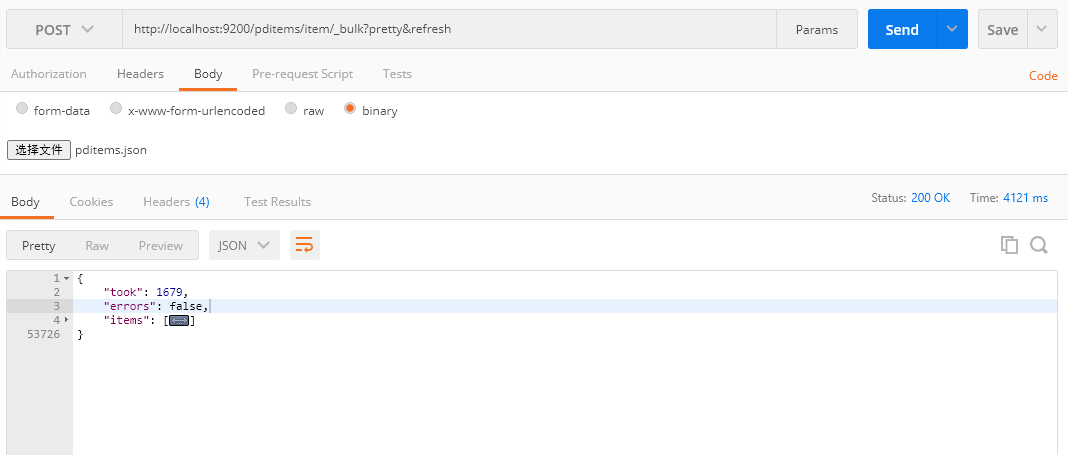 POST http://localhost:9200/pditems/item/_bulk?pretty&refresh Params Send Save
Authorization Headers Body Pre-request Script Tests Code
form-data x-www-form-urlencoded raw binary
选择文件 pditems.json
Body Cookies Headers (4) Test Results Status: 200 OK Time: 4121 ms
Pretty Raw Preview JSON
1 {
2 "took": 1679,
3 "errors": false,
4 "items": [↔]
53726 }